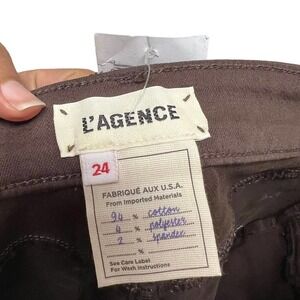 L'AGENCE
24
FABRIQUÉ AUX U.S.A.
From Imported Materials
94 % cotton
4 % polyester
2 % spandex
%
See Care Label
For Wash Instructions